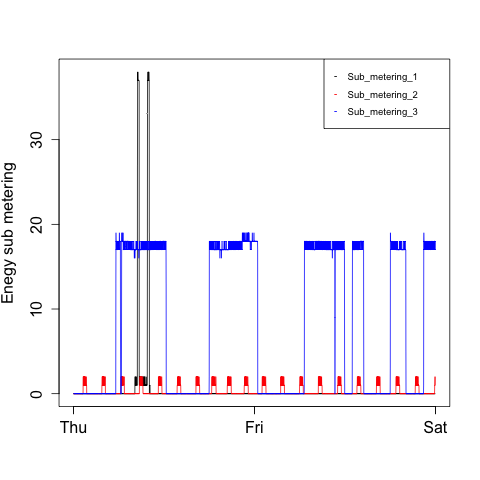 Sub_metering_1
Sub_metering_2
Sub_metering_3
Enegy sub metering
30
20
10
0
Thu Fri Sat